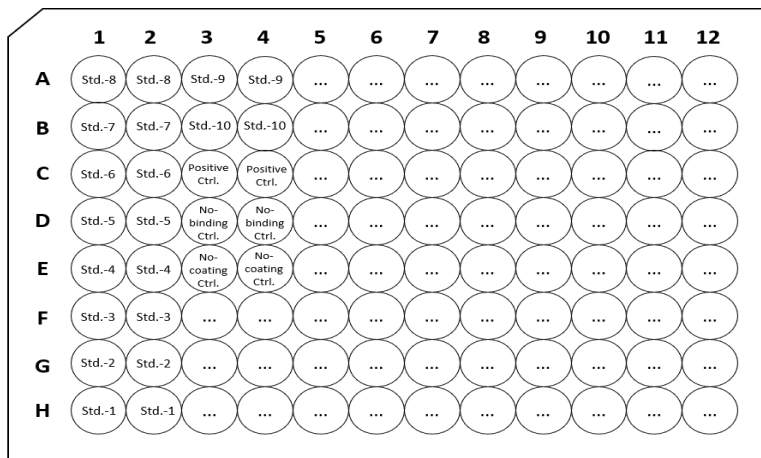 1 2 3 4 5 6 7 8 9 10 11 12
A Std.-8 Std.-8 Std.-9 Std.-9 ... ... ... ... ... ... ... ...
B Std.-7 Std.-7 Std.-10 Std.-10 ... ... ... ... ... ... ... ...
C Std.-6 Std.-6 Positive Ctrl. Positive Ctrl. ... ... ... ... ... ... ... ...
D Std.-5 Std.-5 No-binding Ctrl. No-binding Ctrl. ... ... ... ... ... ... ... ...
E Std.-4 Std.-4 No-coating Ctrl. No-coating Ctrl. ... ... ... ... ... ... ... ...
F Std.-3 Std.-3 ... ... ... ... ... ... ... ... ... ...
G Std.-2 Std.-2 ... ... ... ... ... ... ... ... ... ...
H Std.-1 Std.-1 ... ... ... ... ... ... ... ... ... ...